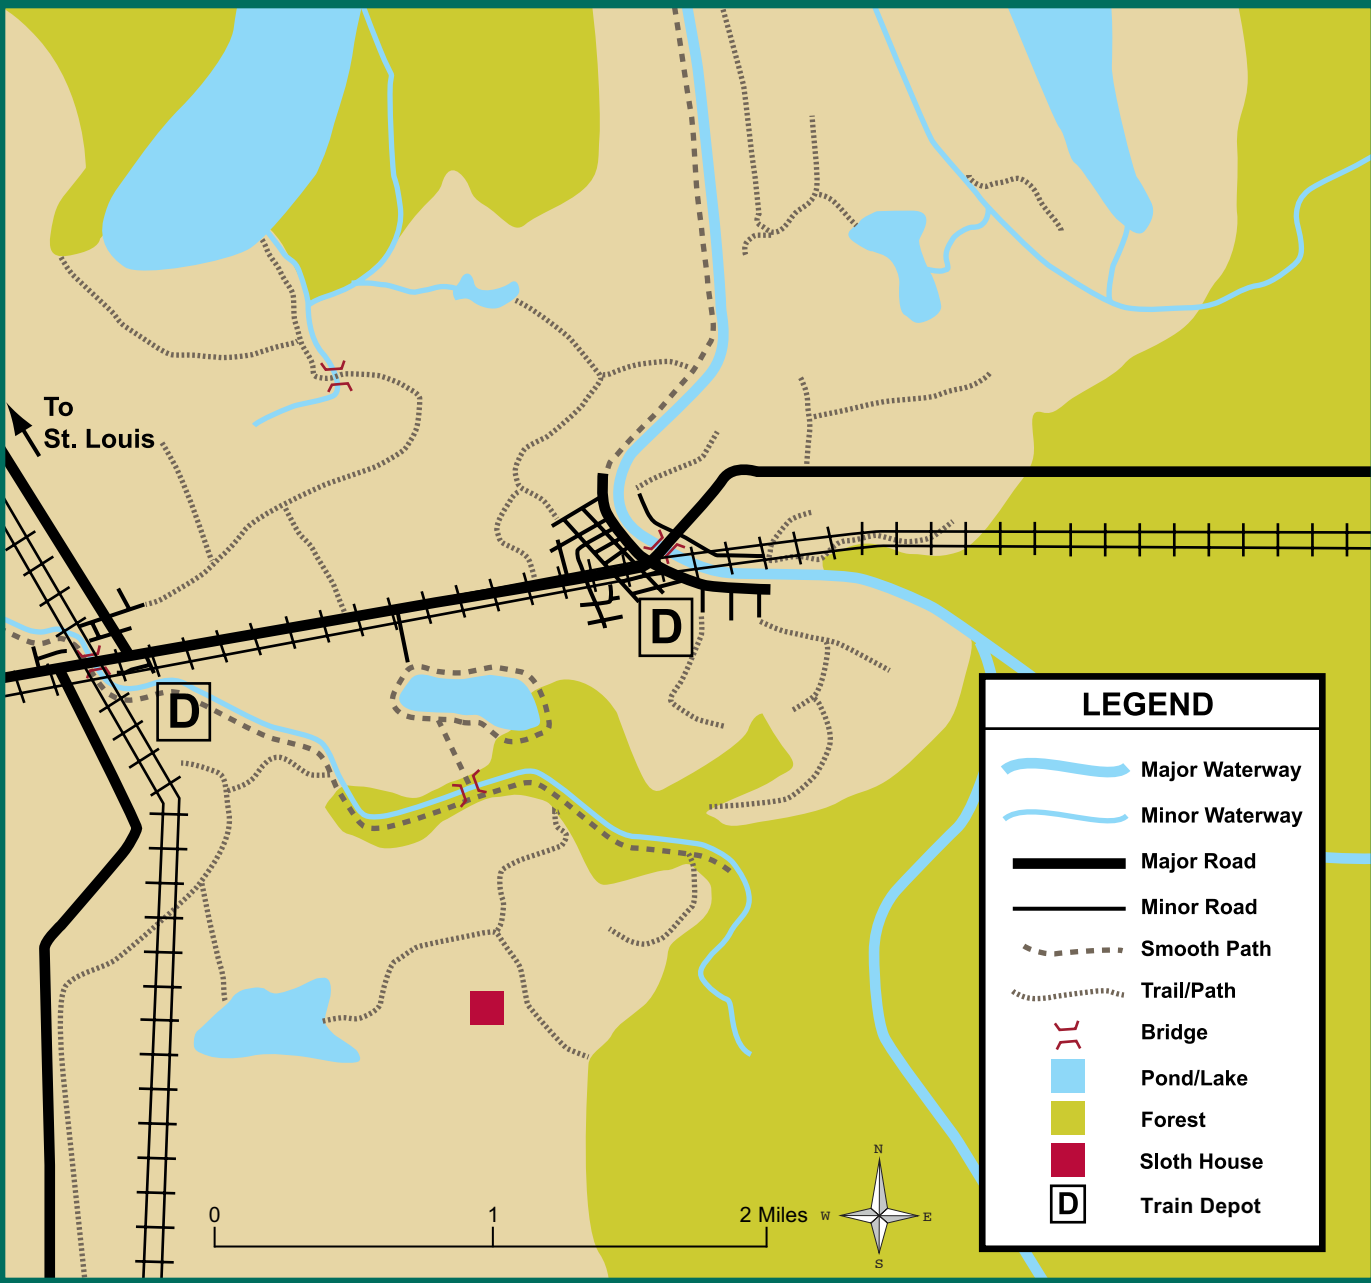 To
St. Louis
D
D
LEGEND
Major Waterway
Minor Waterway
Major Road
Minor Road
Smooth Path
Trail/Path
Bridge
Pond/Lake
Forest
Sloth House
D Train Depot
0 1 2 Miles
N
W E
S